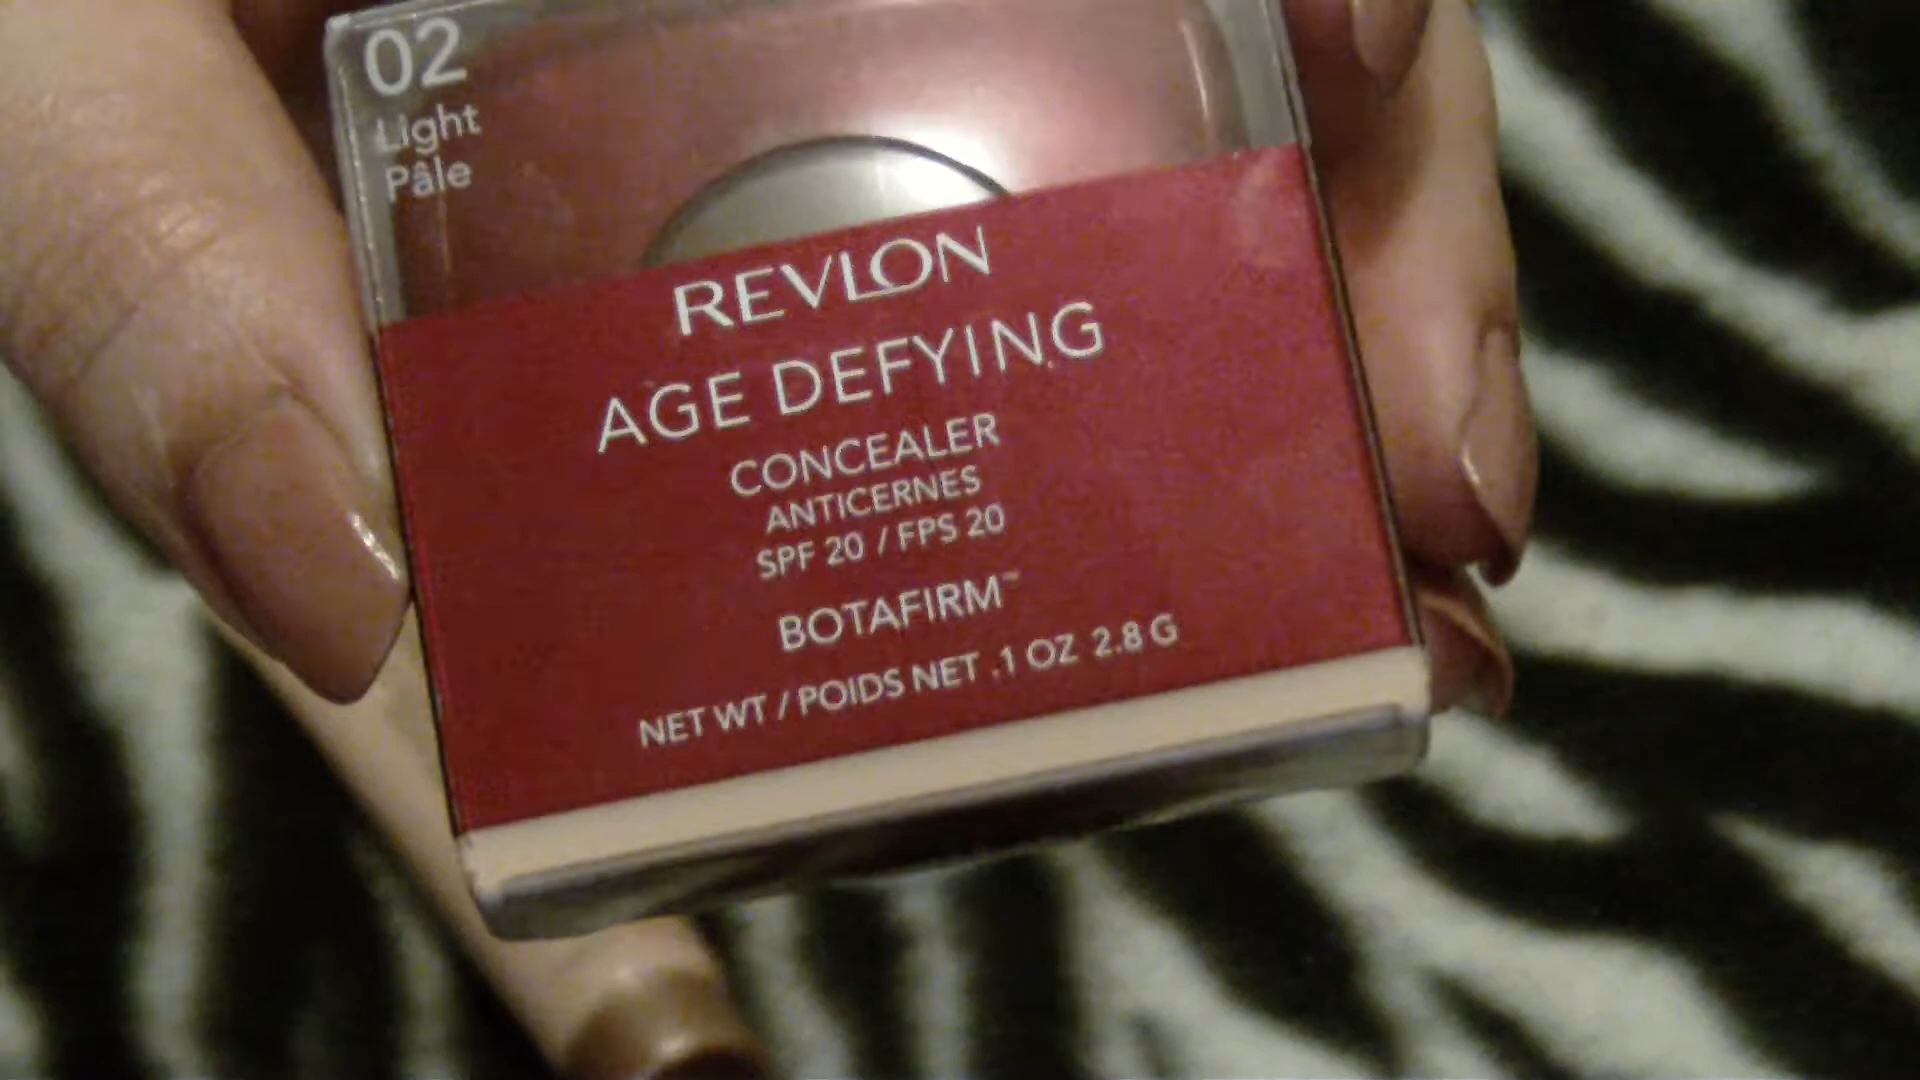 02
Light
Pâle
REVLON
AGE DEFYING
CONCEALER
ANTICERNES
SPF 20 / FPS 20
BOTAFIRM™
NET WT / POIDS NET .1 OZ 2.8 G